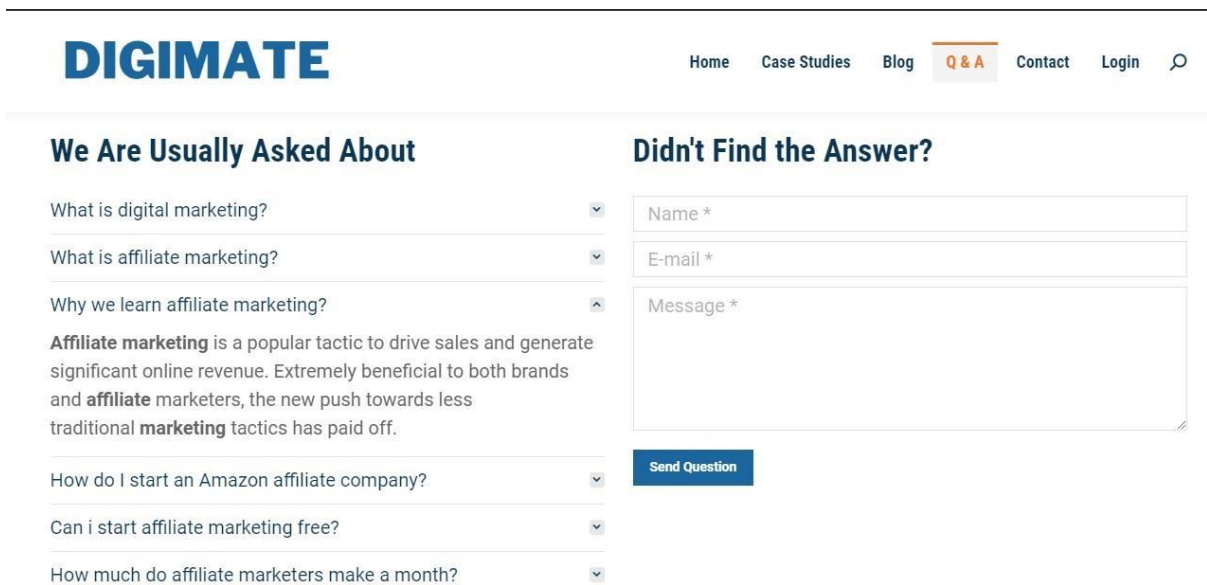 DIGIMATE
Home Case Studies Blog Q & A Contact Login
We Are Usually Asked About
What is digital marketing?
What is affiliate marketing?
Why we learn affiliate marketing?
Affiliate marketing is a popular tactic to drive sales and generate
significant online revenue. Extremely beneficial to both brands
and affiliate marketers, the new push towards less
traditional marketing tactics has paid off.
How do I start an Amazon affiliate company?
Can i start affiliate marketing free?
How much do affiliate marketers make a month?
Didn't Find the Answer?
Name *
E-mail *
Message *
Send Question